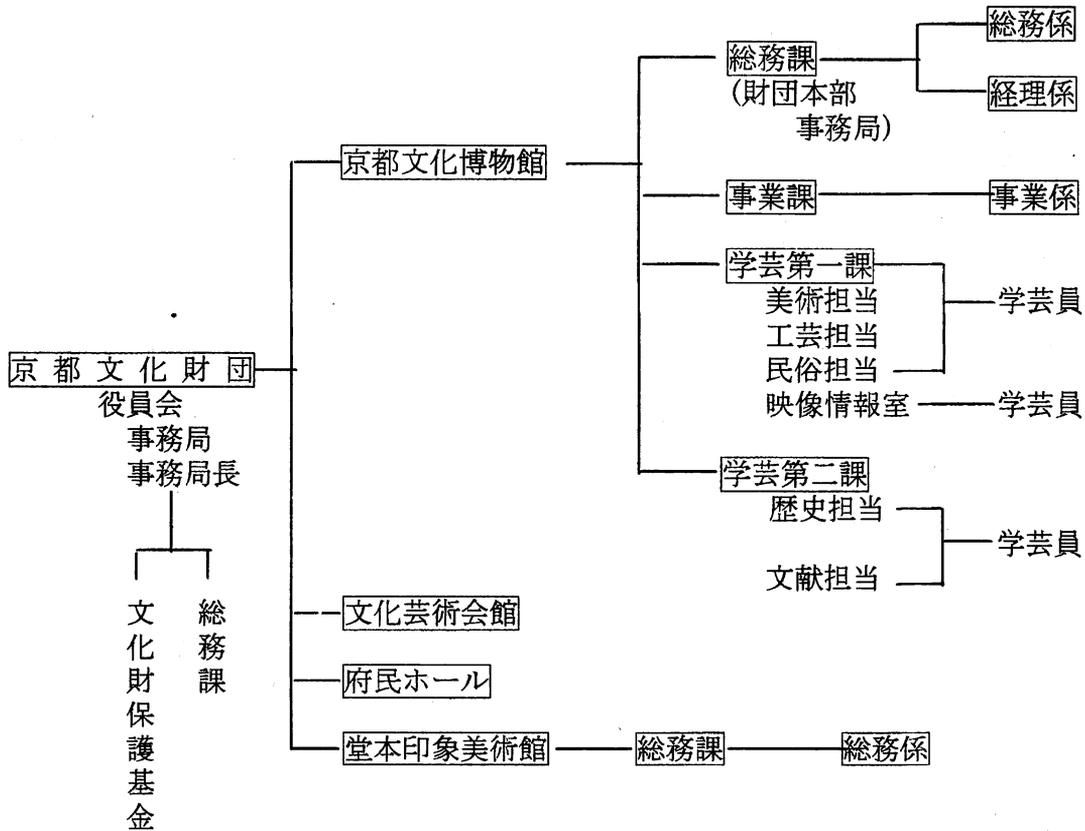 総務係
総務課
(財団本部
事務局)
経理係
京都文化博物館
事業課
事業係
学芸第一課
美術担当
学芸員
工芸担当
民俗担当
映像情報室
学芸員
京都文化財団
役員会
事務局
事務局長
学芸第二課
歴史担当
学芸員
文献担当
文化財保護基金
総務課
文化芸術会館
府民ホール
堂本印象美術館
総務課
総務係